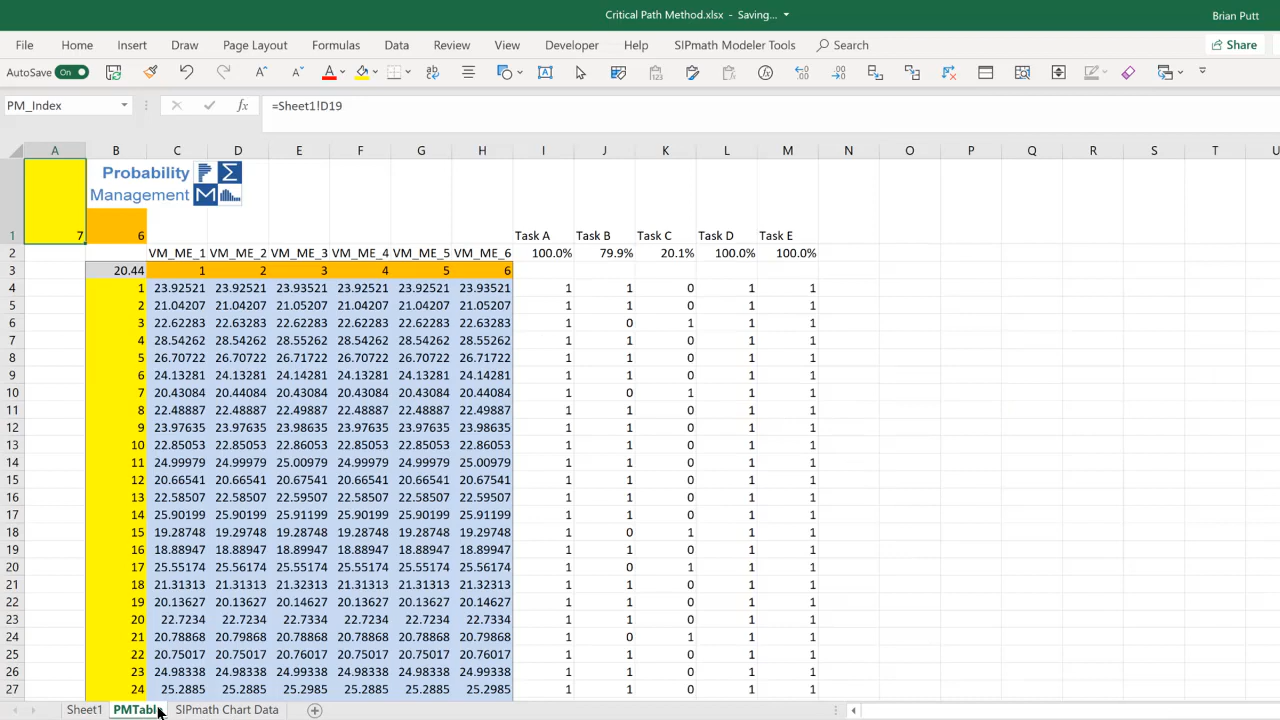 Critical Path Method.xlsx - Saving...
Brian Putt
File Home Insert Draw Page Layout Formulas Data Review View Developer Help SIPmath Modeler Tools Search Share
AutoSave On
PM_Index fx =Sheet1!D19
A B C D E F G H I J K L M N O P Q R S T U
Probability
Management
1 7 6 Task A Task B Task C Task D Task E
2 VM_ME_1 VM_ME_2 VM_ME_3 VM_ME_4 VM_ME_5 VM_ME_6 100.0% 79.9% 20.1% 100.0% 100.0%
3 20.44 1 2 3 4 5 6
4 1 23.92521 23.92521 23.93521 23.92521 23.92521 23.93521 1 1 0 1 1
5 2 21.04207 21.04207 21.05207 21.04207 21.04207 21.05207 1 1 0 1 1
6 3 22.62283 22.63283 22.62283 22.62283 22.62283 22.63283 1 0 1 1 1
7 4 28.54262 28.54262 28.55262 28.54262 28.54262 28.55262 1 1 0 1 1
8 5 26.70722 26.70722 26.71722 26.70722 26.70722 26.71722 1 1 0 1 1
9 6 24.13281 24.13281 24.14281 24.13281 24.13281 24.14281 1 1 0 1 1
10 7 20.43084 20.44084 20.43084 20.43084 20.43084 20.44084 1 0 1 1 1
11 8 22.48887 22.48887 22.49887 22.48887 22.48887 22.49887 1 1 0 1 1
12 9 23.97635 23.97635 23.98635 23.97635 23.97635 23.98635 1 1 0 1 1
13 10 22.85053 22.85053 22.86053 22.85053 22.85053 22.86053 1 1 0 1 1
14 11 24.99979 24.99979 25.00979 24.99979 24.99979 25.00979 1 1 0 1 1
15 12 20.66541 20.66541 20.67541 20.66541 20.66541 20.67541 1 1 0 1 1
16 13 22.58507 22.58507 22.59507 22.58507 22.58507 22.59507 1 1 0 1 1
17 14 25.90199 25.90199 25.91199 25.90199 25.90199 25.91199 1 1 0 1 1
18 15 19.28748 19.29748 19.28748 19.28748 19.28748 19.29748 1 0 1 1 1
19 16 18.88947 18.88947 18.89947 18.88947 18.88947 18.89947 1 1 0 1 1
20 17 25.55174 25.56174 25.55174 25.55174 25.55174 25.56174 1 0 1 1 1
21 18 21.31313 21.31313 21.32313 21.31313 21.31313 21.32313 1 1 0 1 1
22 19 20.13627 20.13627 20.14627 20.13627 20.13627 20.14627 1 1 0 1 1
23 20 22.7234 22.7234 22.7334 22.7234 22.7234 22.7334 1 1 0 1 1
24 21 20.78868 20.79868 20.78868 20.78868 20.78868 20.79868 1 0 1 1 1
25 22 20.75017 20.75017 20.76017 20.75017 20.75017 20.76017 1 1 0 1 1
26 23 24.98338 24.98338 24.99338 24.98338 24.98338 24.99338 1 1 0 1 1
27 24 25.2885 25.2885 25.2985 25.2885 25.2885 25.2985 1 1 0 1 1
Sheet1 PMTabl SIPmath Chart Data